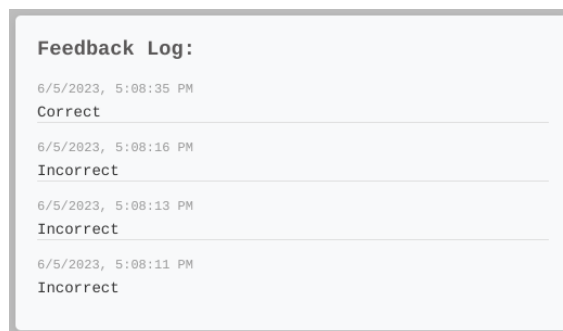 Feedback Log:
6/5/2023, 5:08:35 PM
Correct
6/5/2023, 5:08:16 PM
Incorrect
6/5/2023, 5:08:13 PM
Incorrect
6/5/2023, 5:08:11 PM
Incorrect